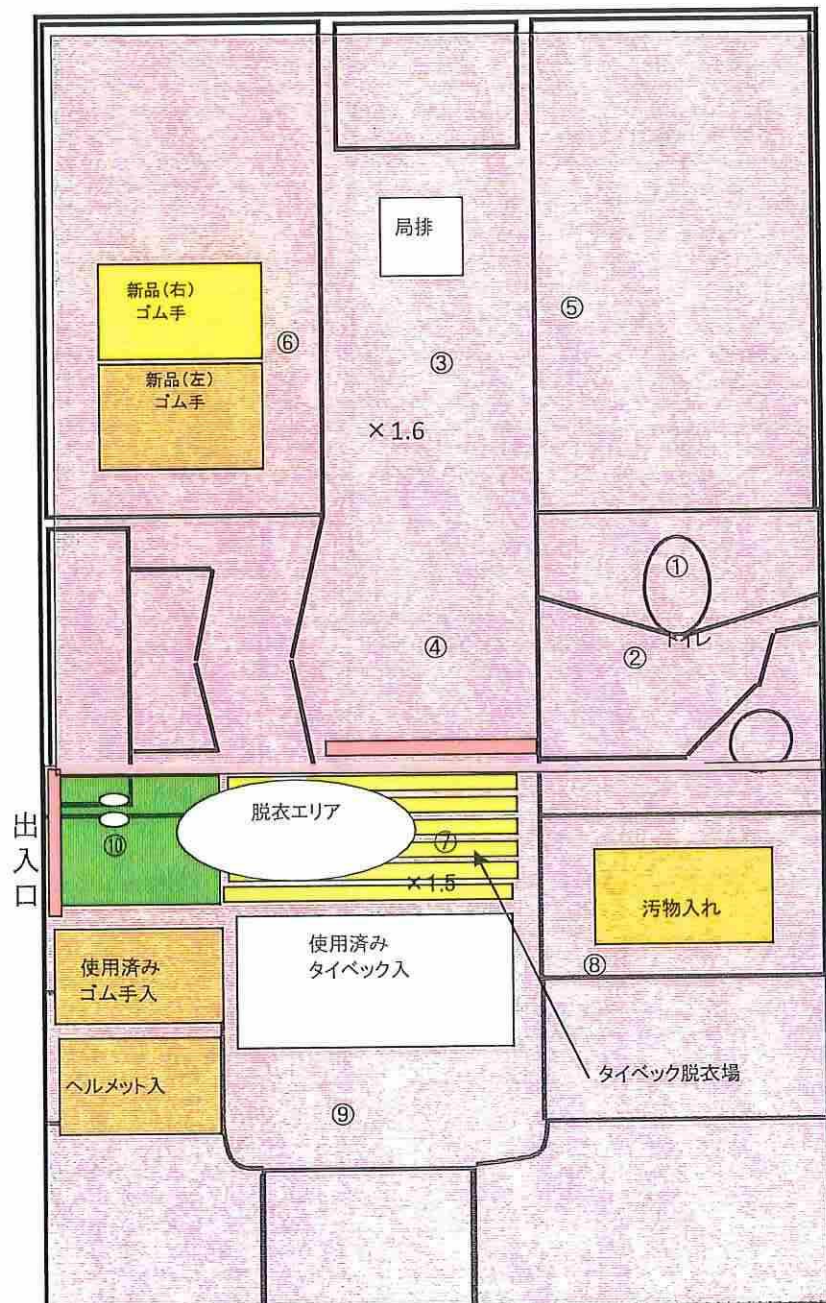 局排
新品(右)
ゴム手
⑤
⑥
新品(左)
ゴム手
③
×1.6
①
④
②
トイレ
脱衣エリア
出入口
⑩
⑦
×1.5
汚物入れ
使用済み
タイベック入
使用済み
ゴム手入
⑧
ヘルメット入
タイベック脱衣場
⑨